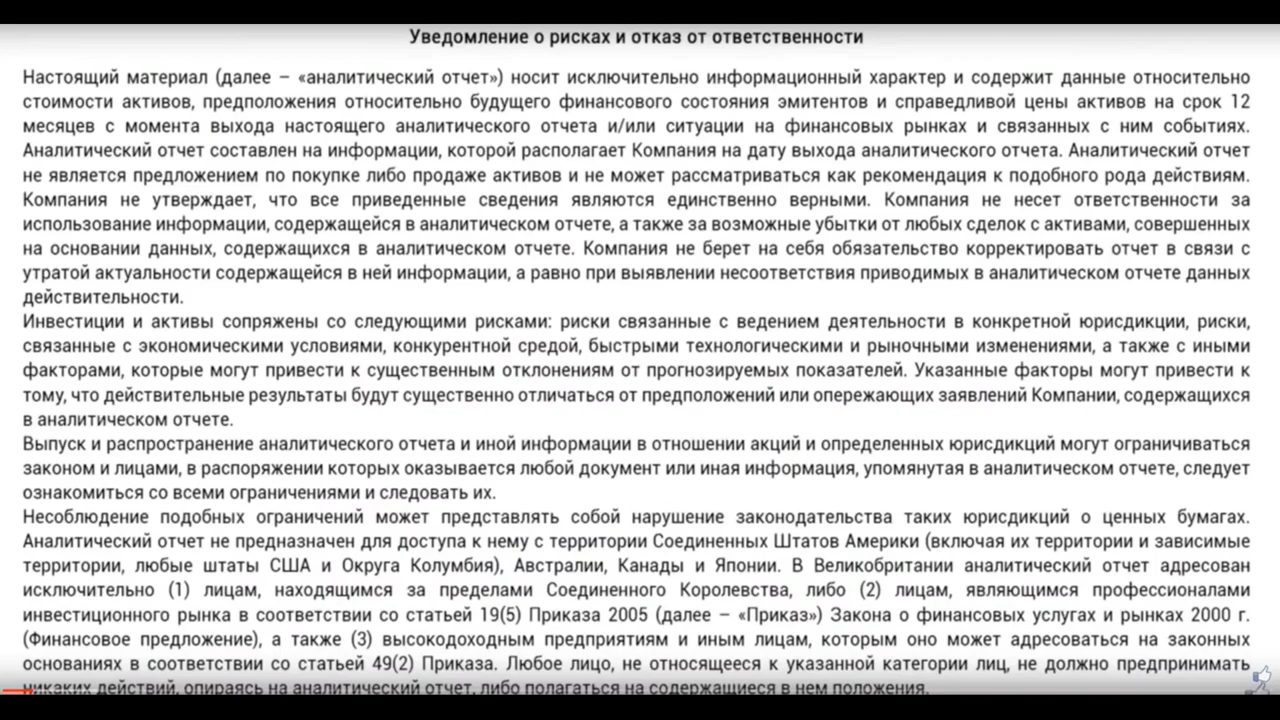 Уведомление о рисках и отказ от ответственности
Настоящий материал (далее – «аналитический отчет») носит исключительно информационный характер и содержит данные относительно
стоимости активов, предположения относительно будущего финансового состояния эмитентов и справедливой цены активов на срок 12
месяцев с момента выхода настоящего аналитического отчета и/или ситуации на финансовых рынках и связанных с ним событиях.
Аналитический отчет составлен на информации, которой располагает Компания на дату выхода аналитического отчета. Аналитический отчет
не является предложением по покупке либо продаже активов и не может рассматриваться как рекомендация к подобного рода действиям.
Компания не утверждает, что все приведенные сведения являются единственно верными. Компания не несет ответственности за
использование информации, содержащейся в аналитическом отчете, а также за возможные убытки от любых сделок с активами, совершенных
на основании данных, содержащихся в аналитическом отчете. Компания не берет на себя обязательство корректировать отчет в связи с
утратой актуальности содержащейся в ней информации, а равно при выявлении несоответствия приводимых в аналитическом отчете данных
действительности.
Инвестиции и активы сопряжены со следующими рисками: риски связанные с ведением деятельности в конкретной юрисдикции, риски,
связанные с экономическими условиями, конкурентной средой, быстрыми технологическими и рыночными изменениями, а также с иными
факторами, которые могут привести к существенным отклонениям от прогнозируемых показателей. Указанные факторы могут привести к
тому, что действительные результаты будут существенно отличаться от предположений или опережающих заявлений Компании, содержащихся
в аналитическом отчете.
Выпуск и распространение аналитического отчета и иной информации в отношении акций и определенных юрисдикций могут ограничиваться
законом и лицами, в распоряжении которых оказывается любой документ или иная информация, упомянутая в аналитическом отчете, следует
ознакомиться со всеми ограничениями и следовать их.
Несоблюдение подобных ограничений может представлять собой нарушение законодательства таких юрисдикций о ценных бумагах.
Аналитический отчет не предназначен для доступа к нему с территории Соединенных Штатов Америки (включая их территории и зависимые
территории, любые штаты США и Округа Колумбия), Австралии, Канады и Японии. В Великобритании аналитический отчет адресован
исключительно (1) лицам, находящимся за пределами Соединенного Королевства, либо (2) лицам, являющимся профессионалами
инвестиционного рынка в соответствии со статьей 19(5) Приказа 2005 (далее – «Приказ») Закона о финансовых услугах и рынках 2000 г.
(Финансовое предложение), а также (3) высокодоходным предприятиям и иным лицам, которым оно может адресоваться на законных
основаниях в соответствии со статьей 49(2) Приказа. Любое лицо, не относящееся к указанной категории лиц, не должно предпринимать
никаких действий, опираясь на аналитический отчет, либо полагаться на содержащиеся в нем положения.